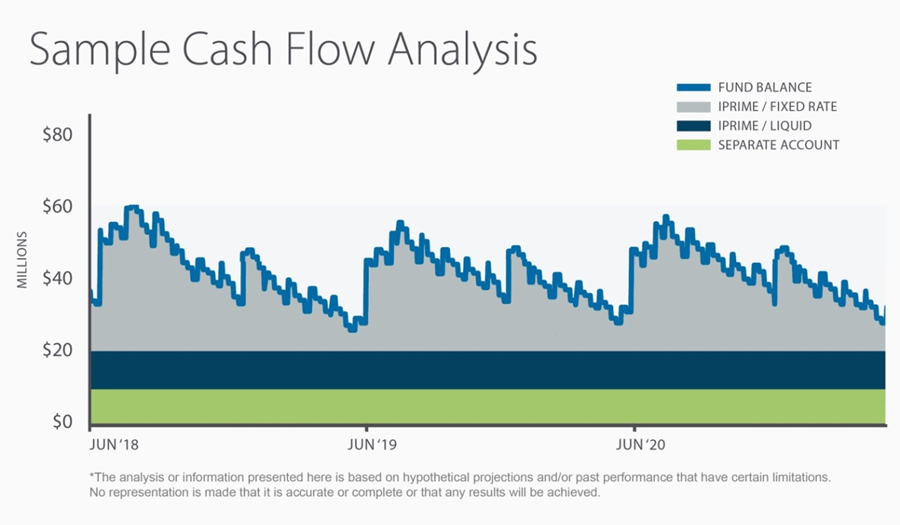 Sample Cash Flow Analysis
FUND BALANCE
IPRIME / FIXED RATE
IPRIME / LIQUID
SEPARATE ACCOUNT
MILLIONS
$80
$60
$40
$20
$0
JUN ‘18
JUN ‘19
JUN ‘20
*The analysis or information presented here is based on hypothetical projections and/or past performance that have certain limitations.
No representation is made that it is accurate or complete or that any results will be achieved.